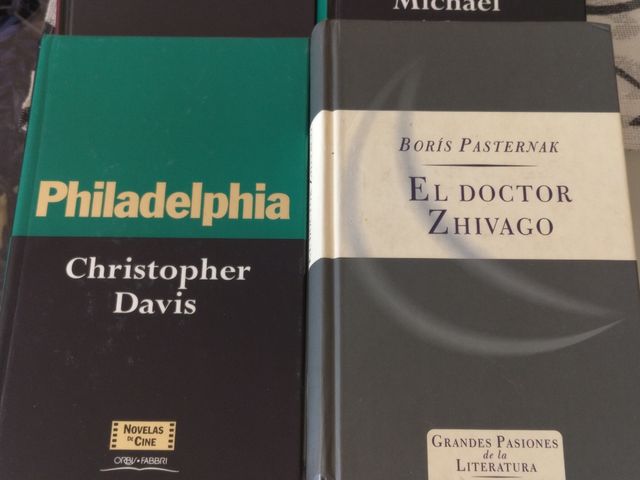 Michael
Philadelphia
Christopher
Davis
NOVELAS
DE CINE
ORBIS • FABBRI
BORÍS PASTERNAK
EL DOCTOR
ZHIVAGO
GRANDES PASIONES
de la
LITERATURA